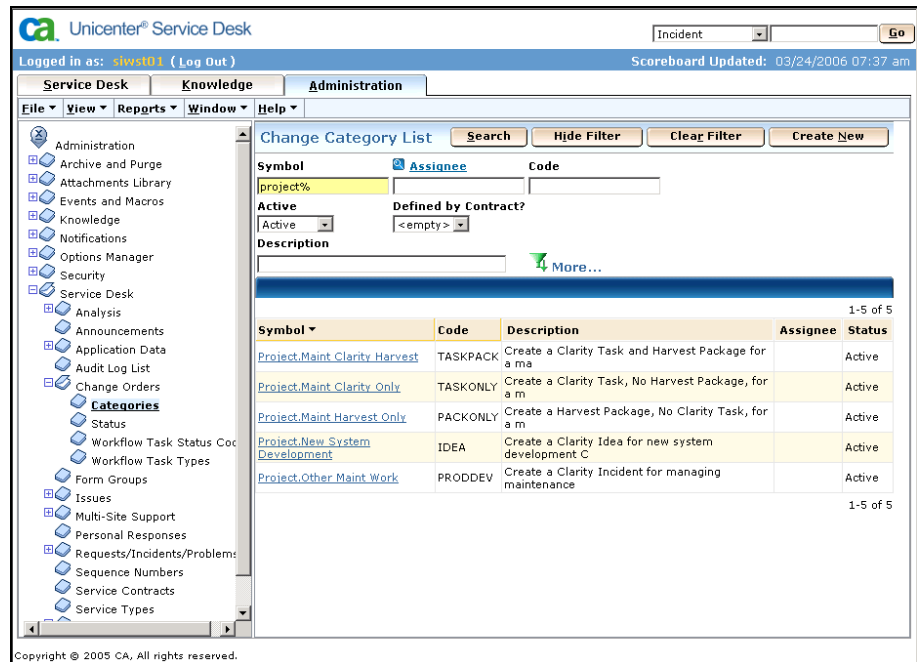 ca Unicenter® Service Desk
Incident Go
Logged in as: siwst01 (Log Out) Scoreboard Updated: 03/24/2006 07:37 am
Service Desk Knowledge Administration
File View Reports Window Help
Administration
Archive and Purge
Attachments Library
Events and Macros
Knowledge
Notifications
Options Manager
Security
Service Desk
Analysis
Announcements
Application Data
Audit Log List
Change Orders
Categories
Status
Workflow Task Status Coc
Workflow Task Types
Form Groups
Issues
Multi-Site Support
Personal Responses
Requests/Incidents/Problems
Sequence Numbers
Service Contracts
Service Types
Change Category List Search Hide Filter Clear Filter Create New
Symbol Assignee Code
project%
Active Defined by Contract?
Active <empty>
Description
More...
1-5 of 5
Symbol Code Description Assignee Status
Project.Maint Clarity Harvest TASKPACK Create a Clarity Task and Harvest Package for a ma Active
Project.Maint Clarity Only TASKONLY Create a Clarity Task, No Harvest Package, for a m Active
Project.Maint Harvest Only PACKONLY Create a Harvest Package, No Clarity Task, for a m Active
Project.New System Development IDEA Create a Clarity Idea for new system development C Active
Project.Other Maint Work PRODDEV Create a Clarity Incident for managing maintenance Active
1-5 of 5
Copyright © 2005 CA, All rights reserved.